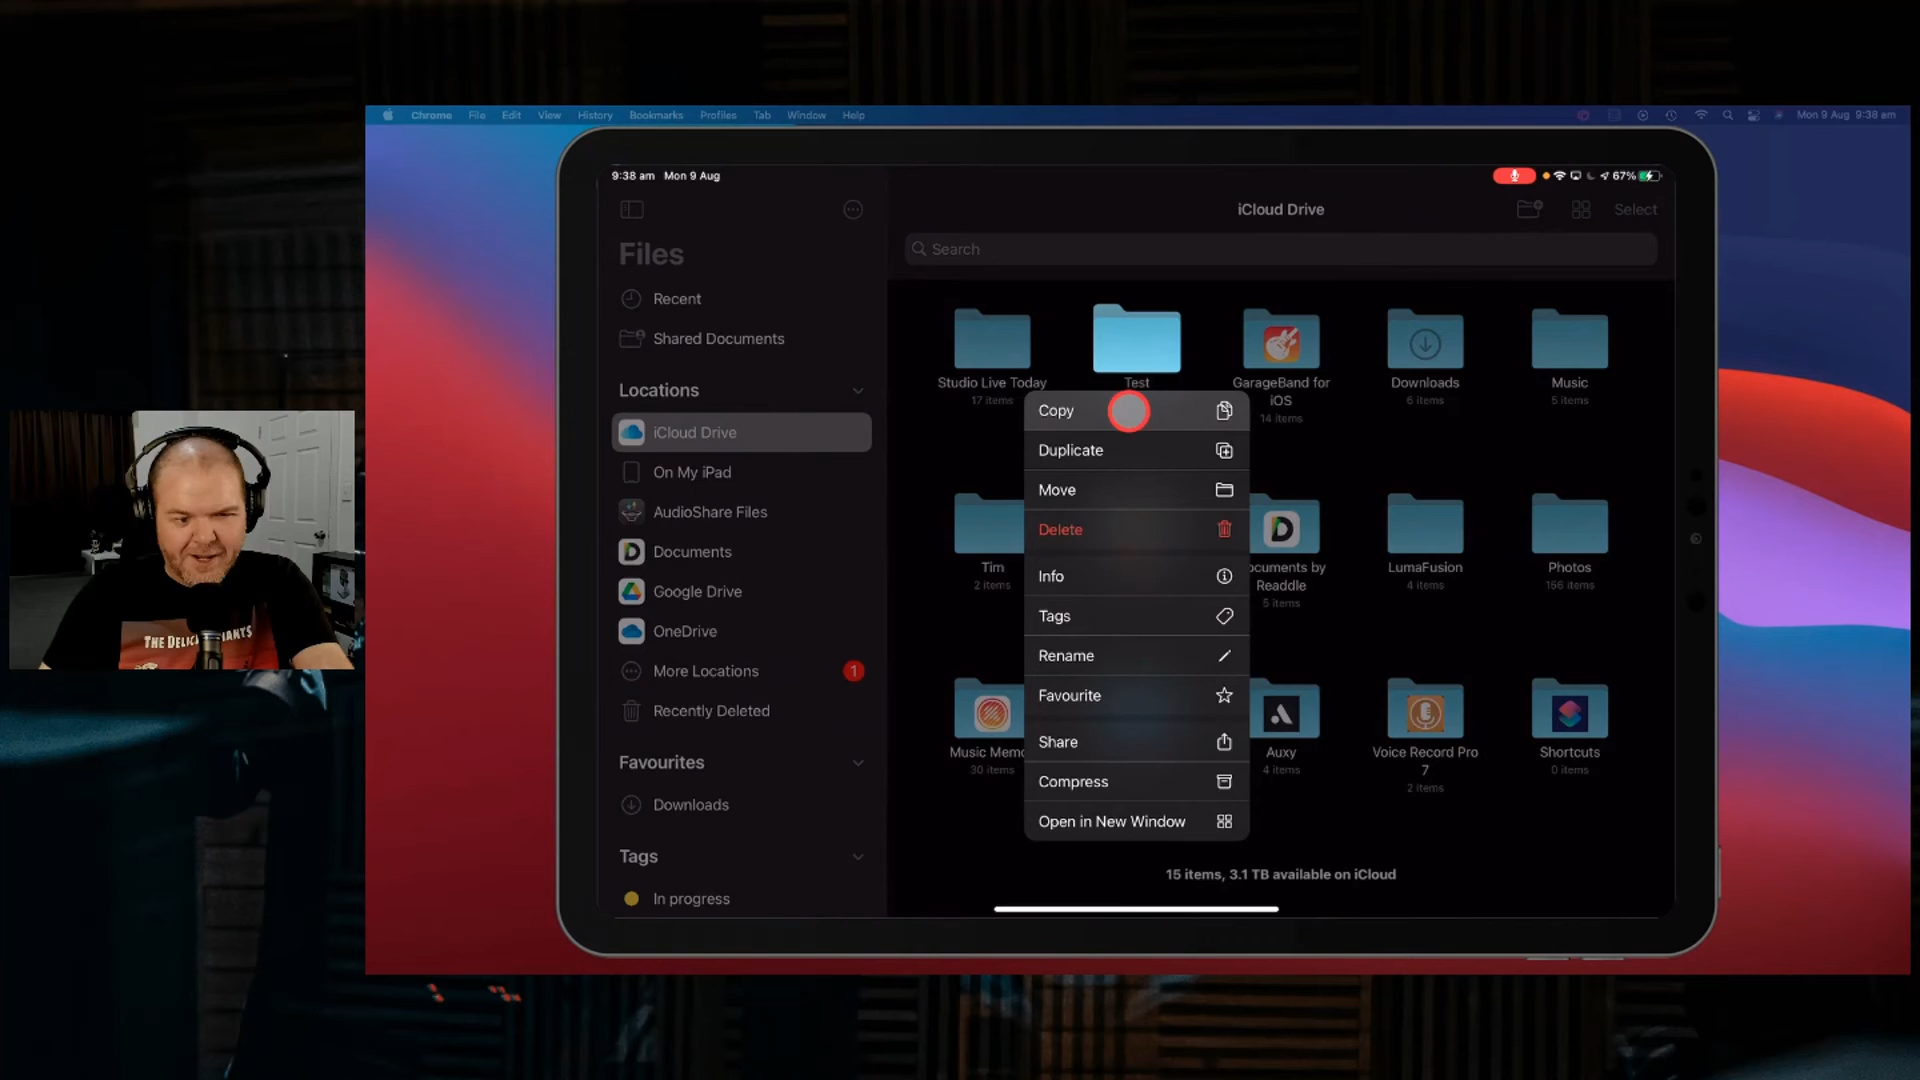 Chrome File Edit View History Bookmarks Profiles Tab Window Help
Mon 9 Aug 9:38 am
9:38 am Mon 9 Aug
67%
iCloud Drive
Select
Files
Search
Recent
Shared Documents
Locations
iCloud Drive
On My iPad
AudioShare Files
Documents
Google Drive
OneDrive
More Locations
1
Recently Deleted
Favourites
Downloads
Tags
In progress
Studio Live Today
17 items
Test
GarageBand for
iOS
14 items
Downloads
6 items
Music
5 items
Copy
Duplicate
Move
Delete
Info
Tags
Rename
Favourite
Share
Compress
Open in New Window
Tim
2 items
D
ocuments by
Readdle
5 items
LumaFusion
4 items
Photos
156 items
Music Memo
30 items
Auxy
4 items
Voice Record Pro
7
2 items
Shortcuts
0 items
15 items, 3.1 TB available on iCloud